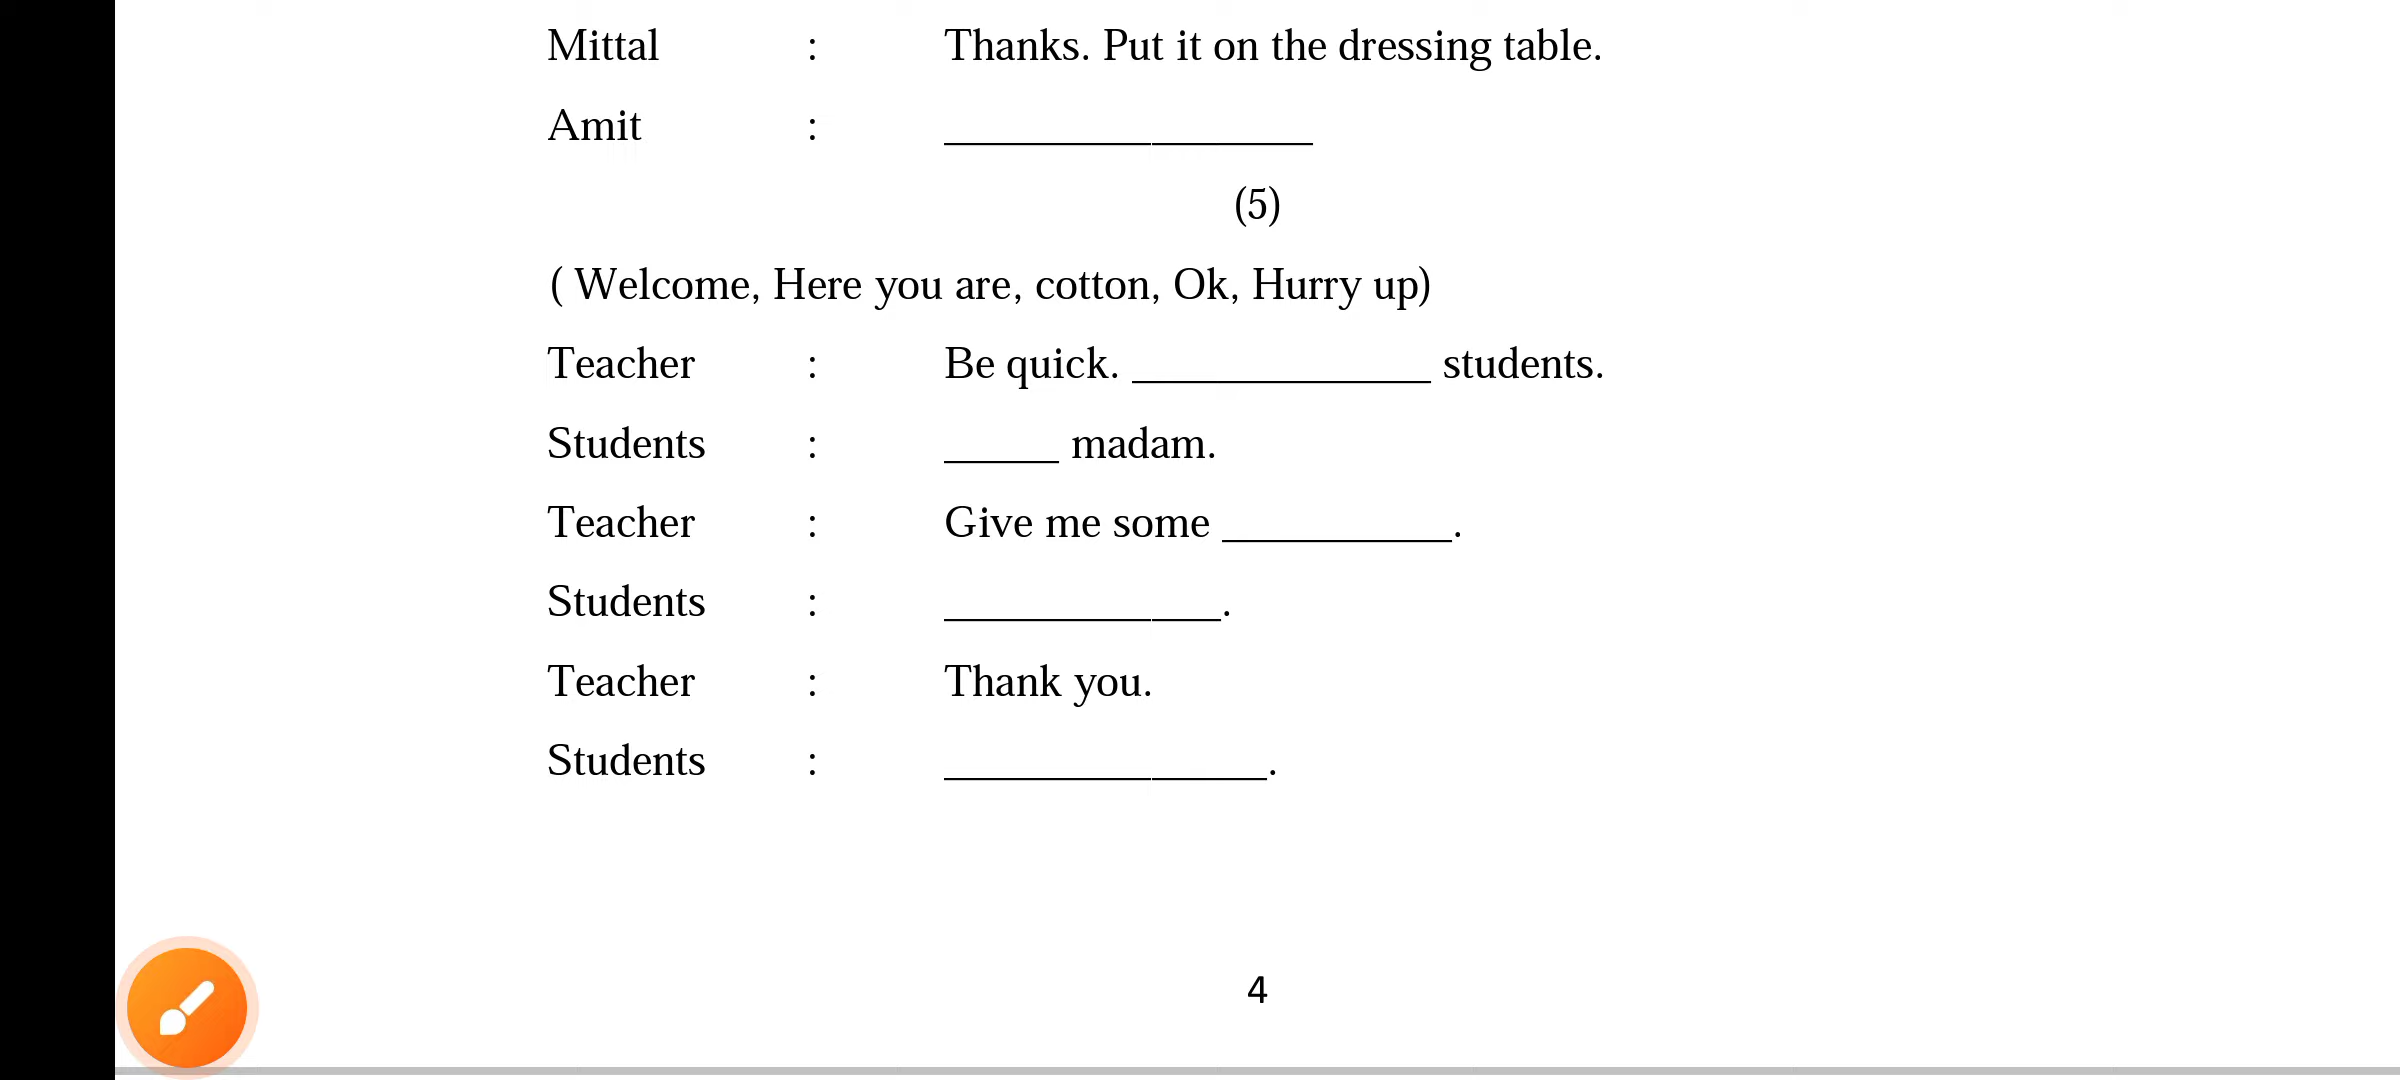 Mittal : Thanks. Put it on the dressing table.
Amit : ________________
(5)
( Welcome, Here you are, cotton, Ok, Hurry up)
Teacher : Be quick. _____________ students.
Students : _____ madam.
Teacher : Give me some __________.
Students : ____________.
Teacher : Thank you.
Students : ______________.
4